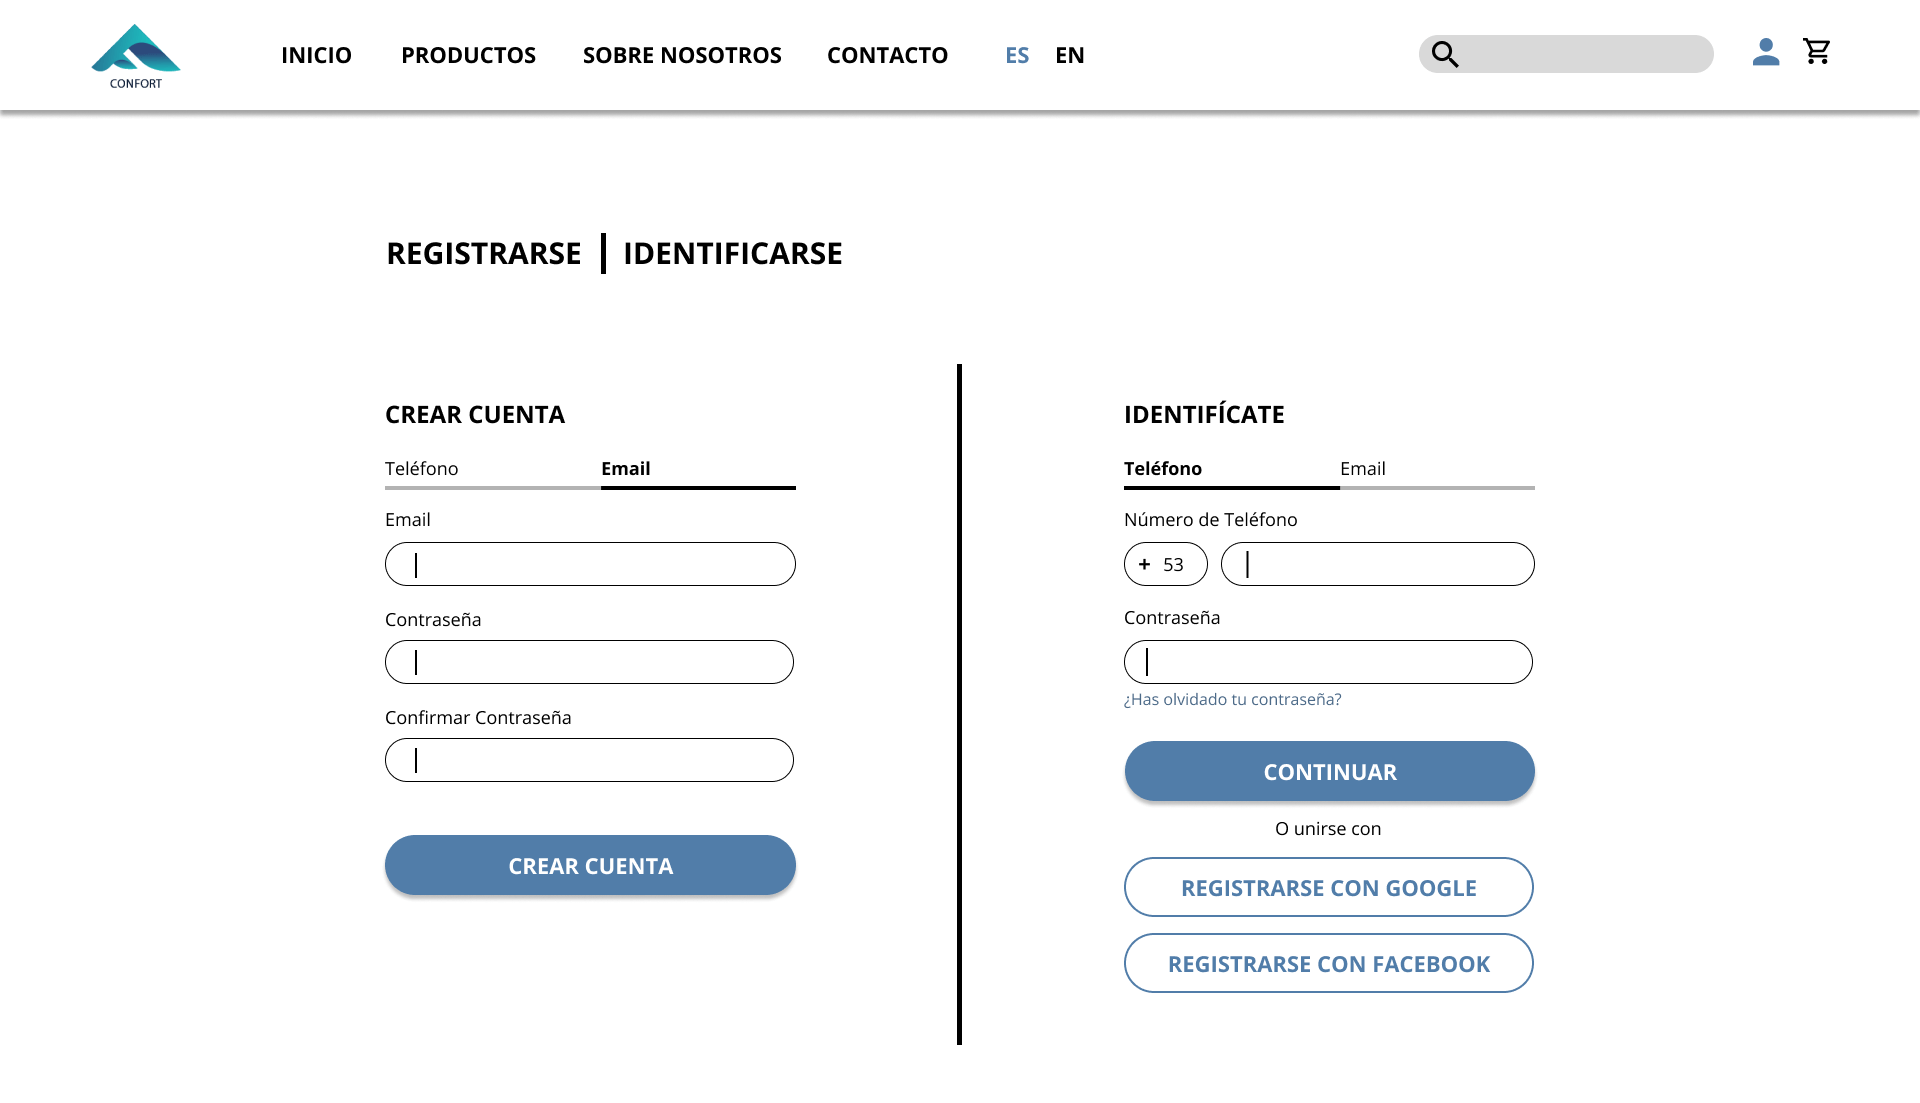 CONFORT
INICIO PRODUCTOS SOBRE NOSOTROS CONTACTO ES EN
REGISTRARSE | IDENTIFICARSE
CREAR CUENTA
Teléfono Email
Email
Contraseña
Confirmar Contraseña
CREAR CUENTA
IDENTIFÍCATE
Teléfono Email
Número de Teléfono
+ 53
Contraseña
¿Has olvidado tu contraseña?
CONTINUAR
O unirse con
REGISTRARSE CON GOOGLE
REGISTRARSE CON FACEBOOK